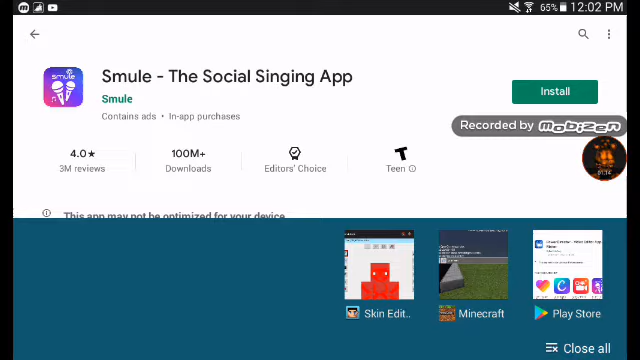 65% 12:02 PM
Smule - The Social Singing App
Smule
Contains ads • In-app purchases
Install
Recorded by mobizen
4.0★
3M reviews
100M+
Downloads
Editors' Choice
Teen
01:14
This app may not be optimized for your device.
Skin Edit..
Minecraft
Play Store
Close all